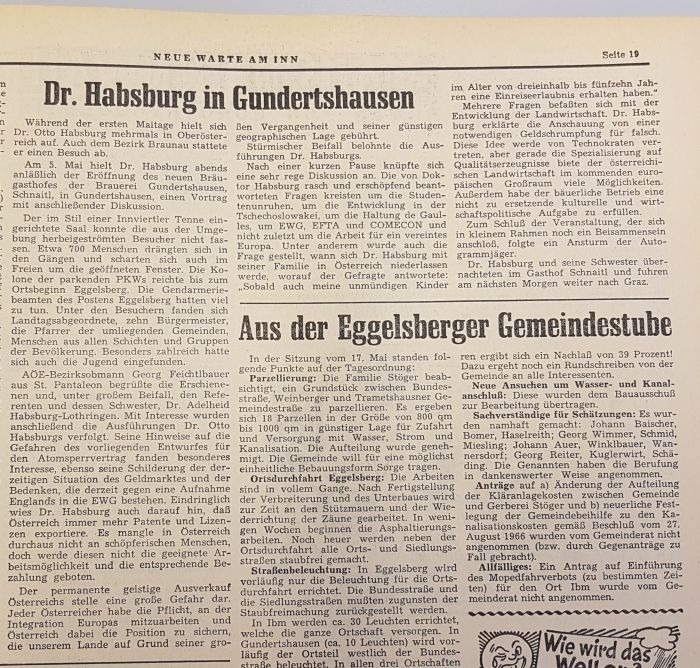 NEUE WARTE AM INN
Seite 19
Dr. Habsburg in Gundertshausen
Während der ersten Maitage hielt sich
Dr. Otto Habsburg mehrmals in Oberöster-
reich auf. Auch dem Bezirk Braunau stattete
er einen Besuch ab.
Am 5. Mai hielt Dr. Habsburg abends
anläßlich der Eröffnung des neuen Bräu-
gasthofes der Brauerei Gundertshausen,
Schnaitl, in Gundertshausen, einen Vortrag
mit anschließender Diskussion.
Der im Stil einer Innviertler Tenne ein-
gerichtete Saal konnte die aus der Umge-
bung herbeigeströmten Besucher nicht fas-
sen. Etwa 700 Menschen drängten sich in
den Gängen und scharten sich auch im
Freien um die geöffneten Fenster. Die Ko-
lone der parkenden PKWs reichte bis zum
Ortsbeginn Eggelsberg. Die Gendarmerie-
beamten des Postens Eggelsberg hatten viel
zu tun. Unter den Besuchern fanden sich
Landtagsabgeordnete, zehn Bürgermeister,
die Pfarrer der umliegenden Gemeinden,
Menschen aus allen Schichten und Gruppen
der Bevölkerung. Besonders zahlreich hatte
sich auch die Jugend eingefunden.
AÖE-Bezirksobmann Georg Feichtlbauer
aus St. Pantaleon begrüßte die Erschiene-
nen und, unter großem Beifall, den Refe-
renten und dessen Schwester, Dr. Adelheid
Habsburg-Lothringen. Mit Interesse wurden
anschließend die Ausführungen Dr. Otto
Habsburgs verfolgt. Seine Hinweise auf die
Gefahren des vorliegenden Entwurfes für
den Atomsperrvertrag fanden besonderes
Interesse, ebenso seine Schilderung der der-
zeitigen Situation des Geldmarktes und der
Bedenken, die derzeit gegen eine Aufnahme
Englands in die EWG bestehen. Eindringlich
wies Dr. Habsburg auch darauf hin, daß
Österreich immer mehr Patente und Lizen-
zen exportiere. Es mangle in Österreich
durchaus nicht an schöpferischen Menschen,
doch werde diesen nicht die geeignete Ar-
beitsmöglichkeit und die entsprechende Be-
zahlung geboten.
Der permanente geistige Ausverkauf
Österreichs stelle eine große Gefahr dar.
Jeder Österreicher habe die Pflicht, an der
Integration Europas mitzuarbeiten und
Österreich dabei die Position zu sichern,
die unserem Lande auf Grund seiner gro-
ßen Vergangenheit und seiner günstigen
geographischen Lage gebührt.
Stürmischer Beifall belohnte die Aus-
führungen Dr. Habsburgs.
Nach einer kurzen Pause knüpfte sich
eine sehr rege Diskussion an. Die von Dok-
tor Habsburg rasch und erschöpfend beant-
worteten Fragen kreisten um die Studen-
tenunruhen, um die Entwicklung in der
Tschechoslowakei, um die Haltung de Gaul-
les, um EWG, EFTA und COMECON und
nicht zuletzt um die Arbeit für ein vereintes
Europa. Unter anderem wurde auch die
Frage gestellt, wann sich Dr. Habsburg mit
seiner Familie in Österreich niederlassen
werde, worauf der Gefragte antwortete:
„Sobald auch meine unmündigen Kinder
im Alter von dreieinhalb bis fünfzehn Jah-
ren eine Einreiseerlaubnis erhalten haben.“
Mehrere Fragen befaßten sich mit der
Entwicklung der Landwirtschaft. Dr. Habs-
burg erklärte die Anschauung von einer
notwendigen Geldschrumpfung für falsch.
Diese Idee werde von Technokraten ver-
treten, aber gerade die Spezialisation auf
Qualitätserzeugnisse biete der österreichi-
schen Landwirtschaft im kommenden euro-
päischen Großraum viele Möglichkeiten.
Außerdem habe der bäuerliche Betrieb eine
nicht zu ersetzende kulturelle und wirt-
schaftspolitische Aufgabe zu erfüllen.
Zum Schluß der Veranstaltung, der sich
in kleinem Rahmen noch ein Beisammensein
anschloß, folgte ein Ansturm der Auto-
grammjäger.
Dr. Habsburg und seine Schwester über-
nachteten im Gasthof Schnaitl und fuhren
am nächsten Morgen weiter nach Graz.
Aus der Eggelsberger Gemeindestube
In der Sitzung vom 17. Mai standen fol-
gende Punkte auf der Tagesordnung:
Parzellierung: Die Familie Stöger beab-
sichtigt, ein Grundstück zwischen Bundes-
straße, Weinberger und Trametshausner Ge-
meindestraße zu parzellieren. Es ergeben
sich 18 Parzellen in der Größe von 800 qm
bis 1000 qm in günstiger Lage für Zufahrt
und Versorgung mit Wasser, Strom und
Kanalisation. Die Aufteilung wurde geneh-
migt. Die Gemeinde will für eine möglichst
einheitliche Bebauungsform Sorge tragen.
Ortsdurchfahrt Eggelsberg: Die Arbeiten
sind in vollem Gange. Nach Fertigstellung
der Verbreiterung und des Unterbaues wird
zur Zeit an den Stützmauern und der Wie-
derrichtung der Zäune gearbeitet. In weni-
gen Wochen beginnen die Asphaltierungs-
arbeiten. Noch heuer werden neben der
Ortsdurchfahrt alle Orts- und Siedlungs-
straßen staubfrei gemacht.
Straßenbeleuchtung: In Eggelsberg wird
vorläufig nur die Beleuchtung für die Orts-
durchfahrt errichtet. Die Bundesstraße und
die Siedlungsstraßen mußten zugunsten der
Staubfreimachung zurückgestellt werden.
In Ibm werden ca. 30 Leuchten errichtet,
welche die ganze Ortschaft versorgen. In
Gundertshausen (ca. 10 Leuchten) wird vor-
läufig der Ortsteil westlich der Bundes-
straße beleuchtet. In allen drei Ortschaften
ren ergibt sich ein Nachlaß von 39 Prozent!
Dazu ergeht noch ein Rundschreiben von der
Gemeinde an alle Interessenten.
Neue Ansuchen um Wasser- und Kanal-
anschluß: Diese wurden dem Bauausschuß
zur Bearbeitung übertragen.
Sachverständige für Schätzungen: Es wur-
den namhaft gemacht: Johann Baischer,
Bomer, Haselreith; Georg Wimmer, Schmid,
Miesling; Johann Auer, Winklbauer, Wan-
nersdorf; Georg Reiter, Kuglerwirt, Schä-
ding. Die Genannten haben die Berufung
in dankenswerter Weise angenommen.
Anträge auf a) Änderung der Aufteilung
der Kläranlagekosten zwischen Gemeinde
und Gerberei Stöger und b) neuerliche Fest-
legung der Gemeindebeihilfe zu den Ka-
nalisationskosten gemäß Beschluß vom 27.
August 1966 wurden vom Gemeinderat nicht
angenommen (bzw. durch Gegenanträge zu
Fall gebracht).
Allfälliges: Ein Antrag auf Einführung
des Mopedfahrverbots (zu bestimmten Zei-
ten) für den Ort Ibm wurde vom Ge-
meinderat nicht angenommen.
Wie wird das